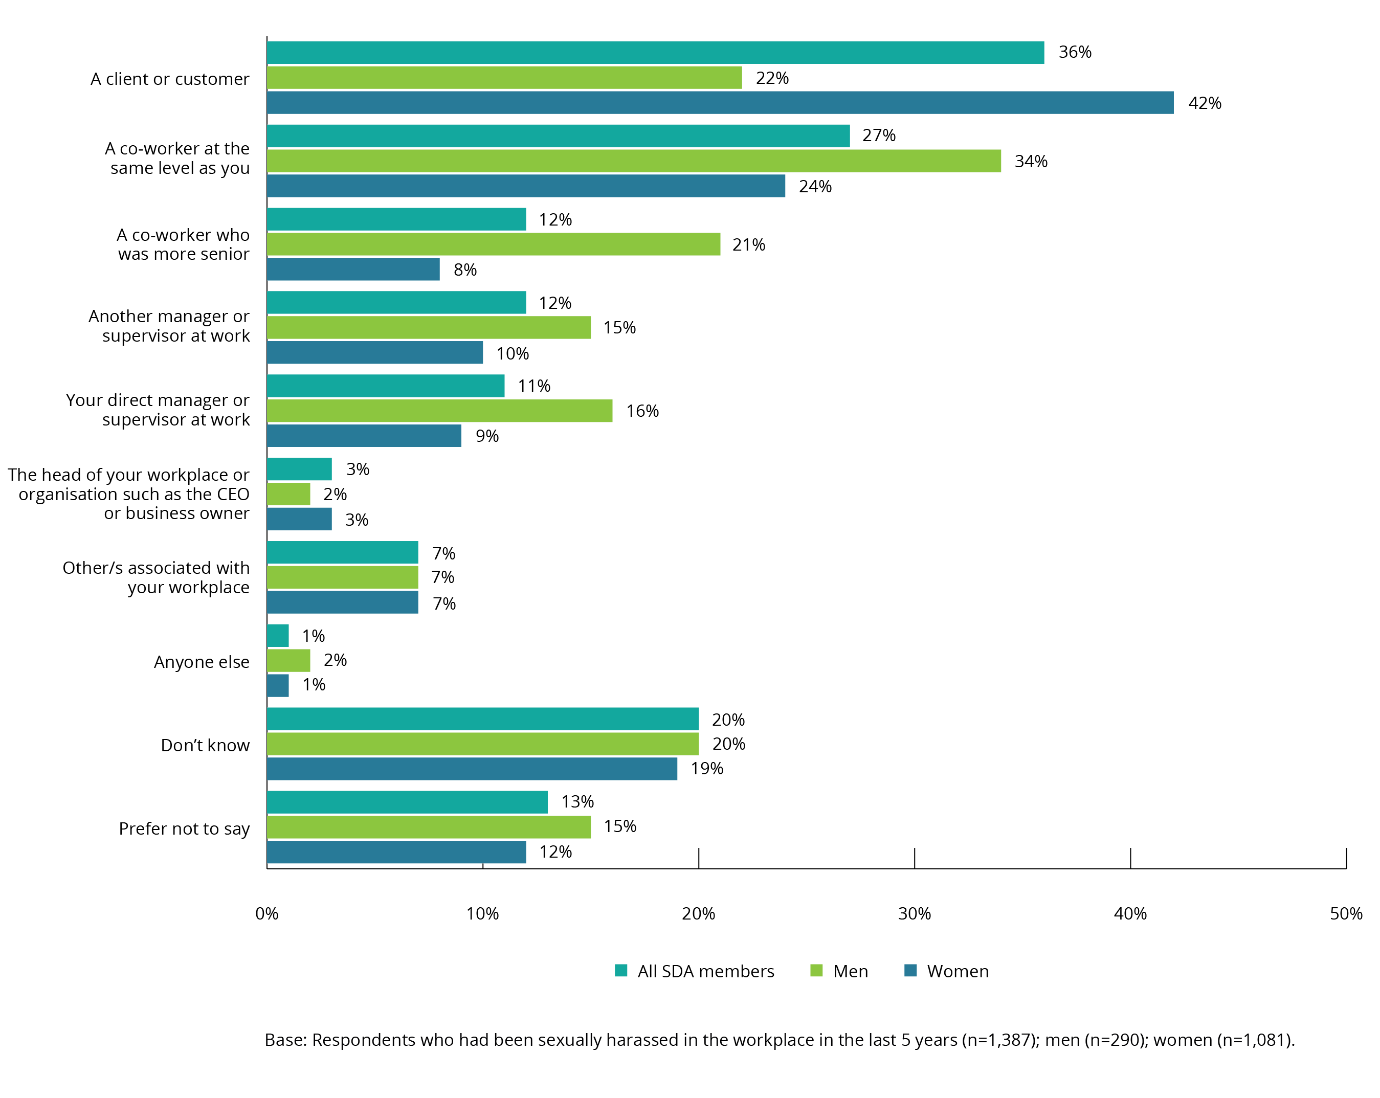 A client or customer
36%
22%
42%
A co-worker at the
same level as you
27%
34%
24%
A co-worker who
was more senior
12%
21%
8%
Another manager or
supervisor at work
12%
15%
10%
Your direct manager or
supervisor at work
11%
16%
9%
The head of your workplace or
organisation such as the CEO
or business owner
3%
2%
3%
Other/s associated with
your workplace
7%
7%
7%
Anyone else
1%
2%
1%
Don’t know
20%
20%
19%
Prefer not to say
13%
15%
12%
0% 10% 20% 30% 40% 50%
All SDA members Men Women
Base: Respondents who had been sexually harassed in the workplace in the last 5 years (n=1,387); men (n=290); women (n=1,081).